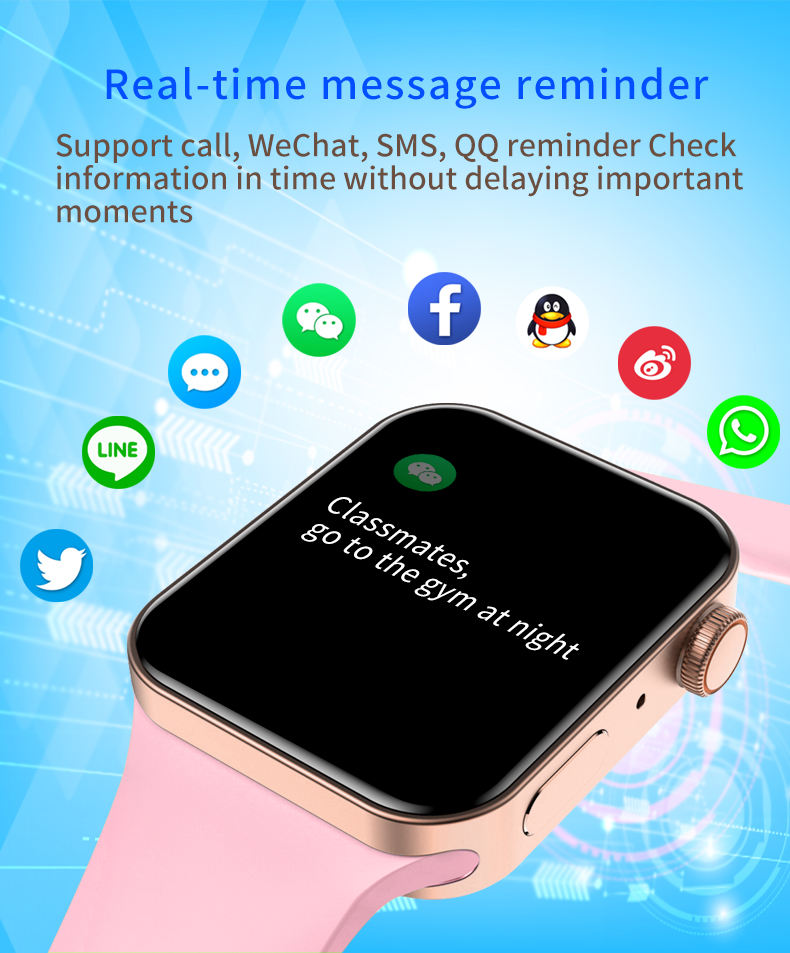 Real-time message reminder
Support call, WeChat, SMS, QQ reminder Check
information in time without delaying important
moments
LINE
Classmates,
go to the gym at night